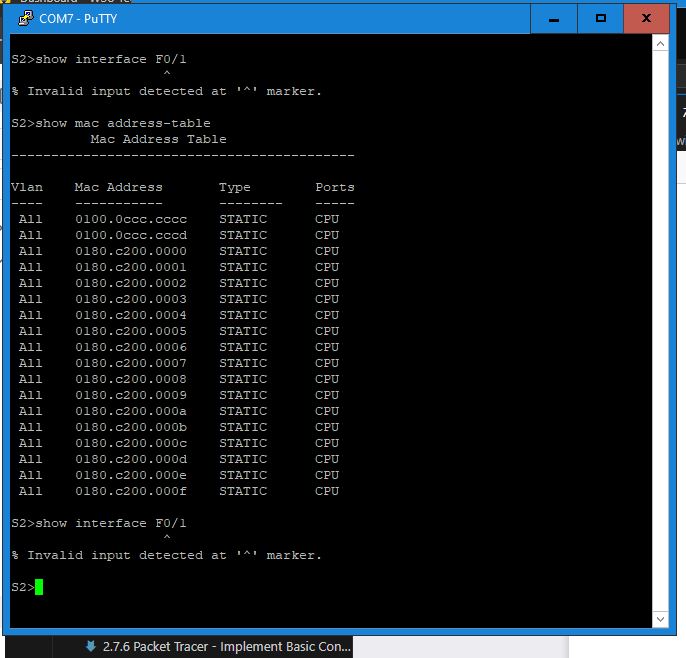 COM7 - PuTTY
S2>show interface F0/1
^
% Invalid input detected at '^' marker.
S2>show mac address-table
Mac Address Table
-------------------------------------------
Vlan    Mac Address       Type        Ports
----    -----------       --------    -----
All    0100.0ccc.cccc    STATIC      CPU
All    0100.0ccc.cccd    STATIC      CPU
All    0180.c200.0000    STATIC      CPU
All    0180.c200.0001    STATIC      CPU
All    0180.c200.0002    STATIC      CPU
All    0180.c200.0003    STATIC      CPU
All    0180.c200.0004    STATIC      CPU
All    0180.c200.0005    STATIC      CPU
All    0180.c200.0006    STATIC      CPU
All    0180.c200.0007    STATIC      CPU
All    0180.c200.0008    STATIC      CPU
All    0180.c200.0009    STATIC      CPU
All    0180.c200.000a    STATIC      CPU
All    0180.c200.000b    STATIC      CPU
All    0180.c200.000c    STATIC      CPU
All    0180.c200.000d    STATIC      CPU
All    0180.c200.000e    STATIC      CPU
All    0180.c200.000f    STATIC      CPU
S2>show interface F0/1
^
% Invalid input detected at '^' marker.
S2>
2.7.6 Packet Tracer - Implement Basic Con...